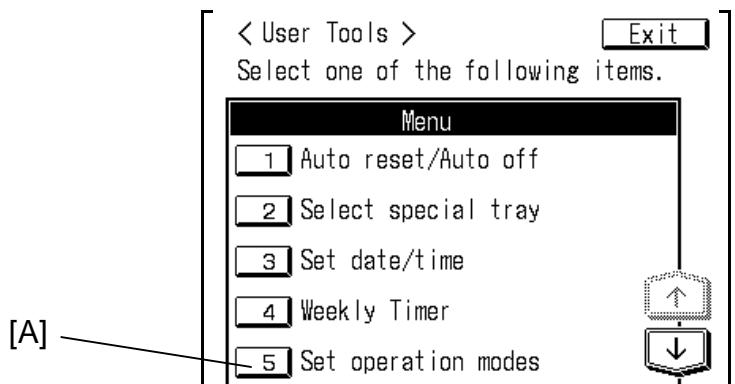 < User Tools > Exit
Select one of the following items.
Menu
1 Auto reset/Auto off
2 Select special tray
3 Set date/time
4 Weekly Timer
↑
[A] 5 Set operation modes
↓